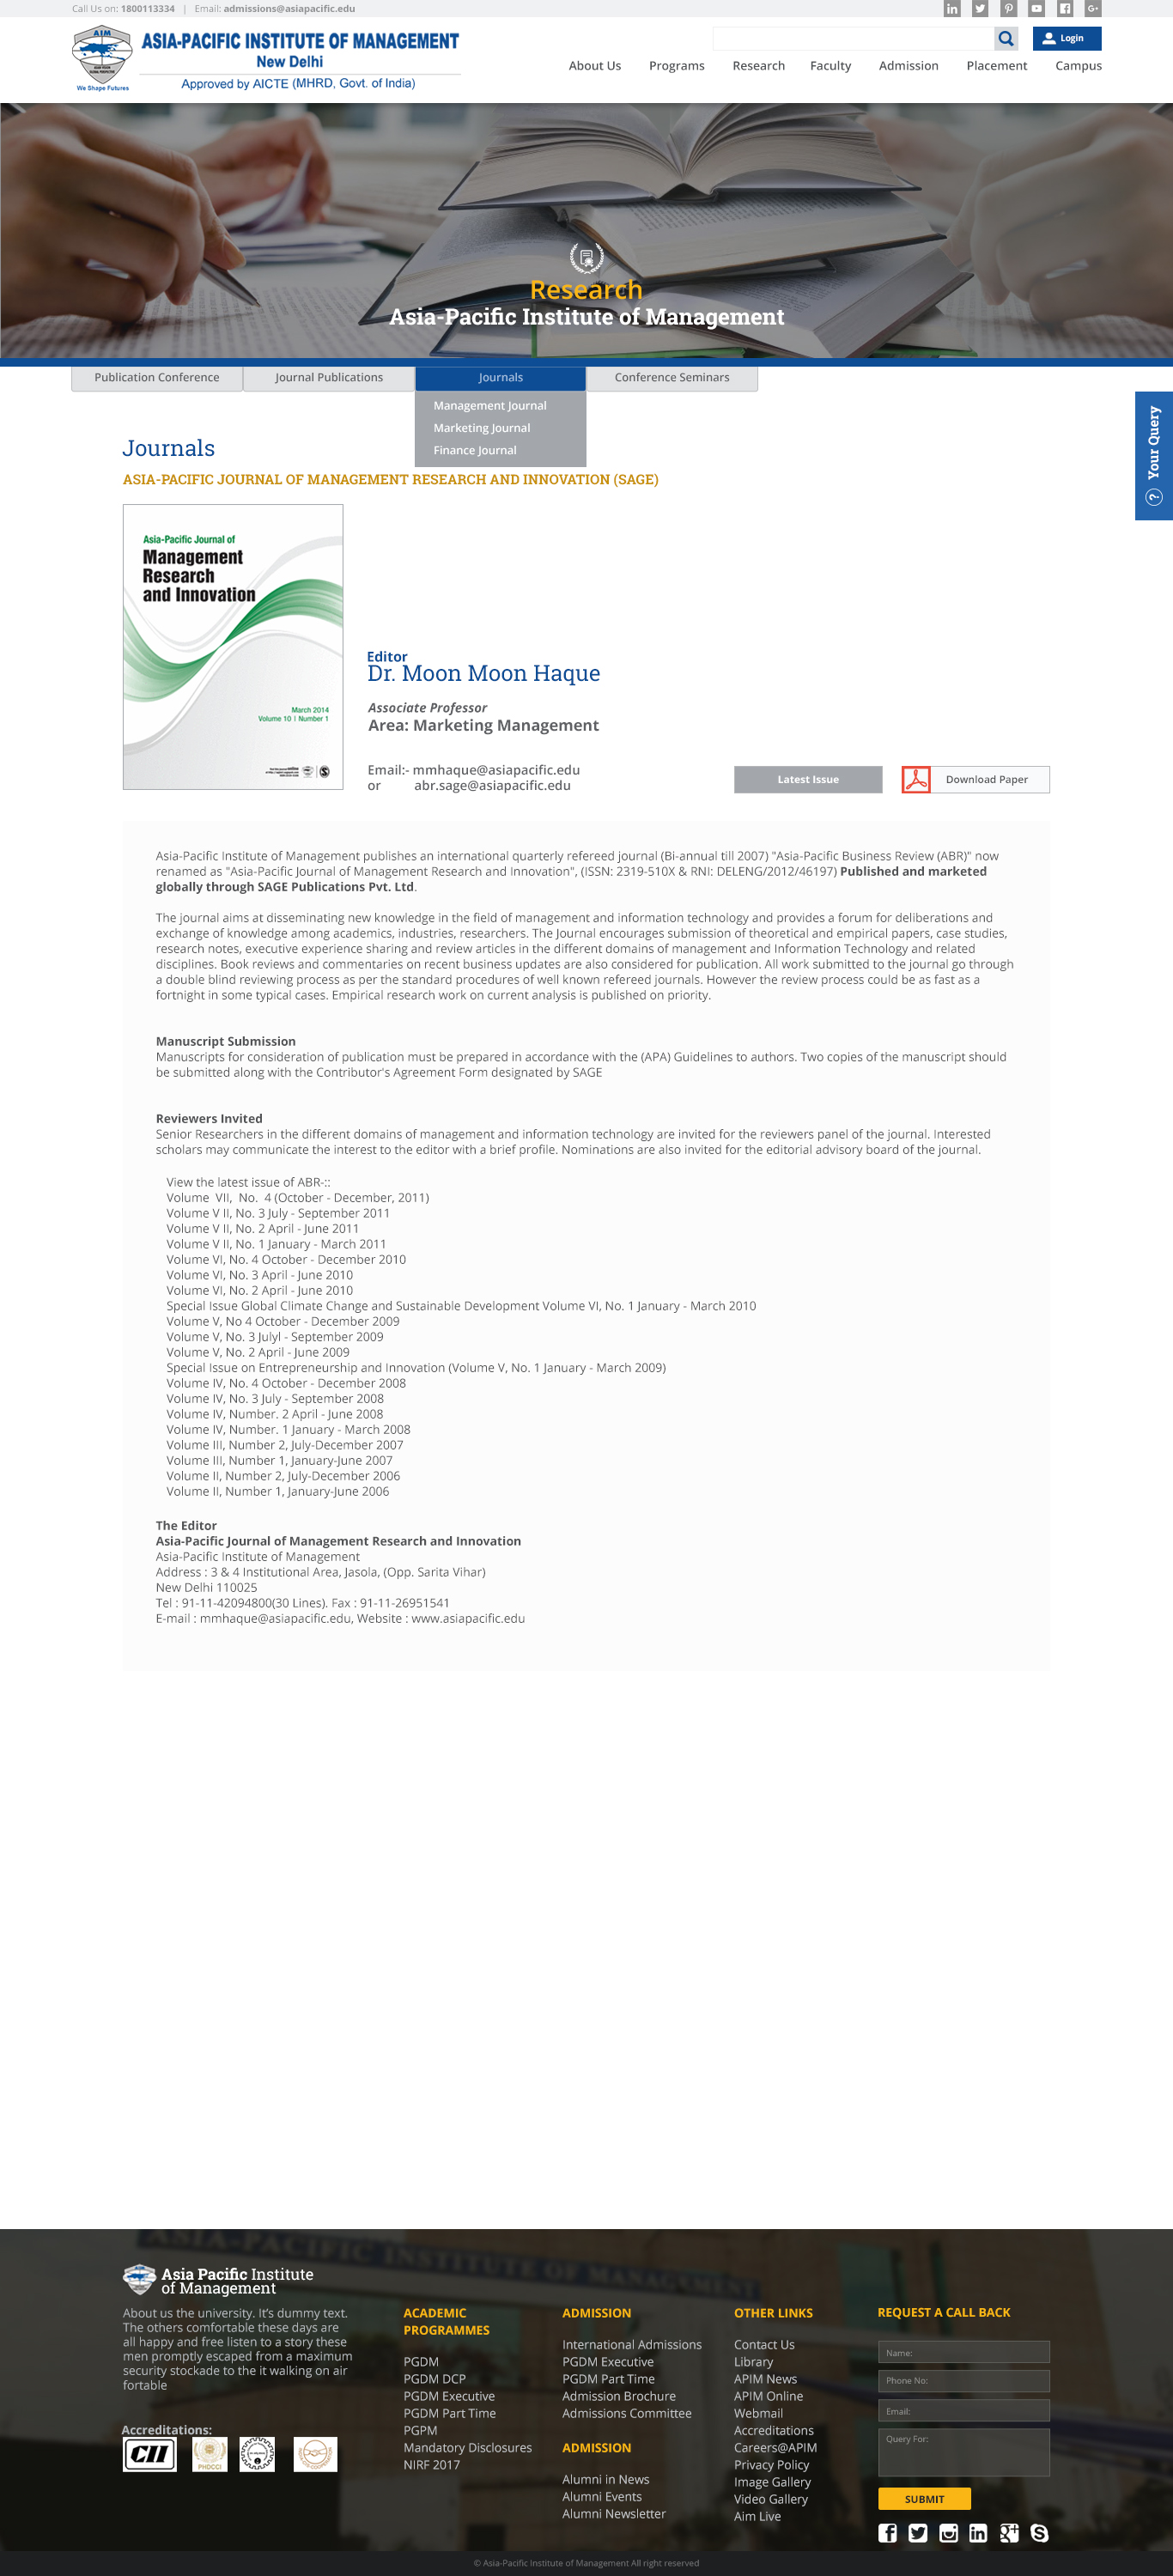 Call Us on: 1800113334 | Email: admissions@asiapacific.edu
AIM
We Shape Futures
ASIA-PACIFIC INSTITUTE OF MANAGEMENT
New Delhi
Approved by AICTE (MHRD, Govt. of India)
Login
About Us Programs Research Faculty Admission Placement Campus
Research
Asia-Pacific Institute of Management
Publication Conference Journal Publications Journals Conference Seminars
Management Journal
Marketing Journal
Finance Journal
Your Query
Journals
ASIA-PACIFIC JOURNAL OF MANAGEMENT RESEARCH AND INNOVATION (SAGE)
Asia-Pacific Journal of
Management
Research
and Innovation
March 2014
Volume 10 | Number 1
Editor
Dr. Moon Moon Haque
Associate Professor
Area: Marketing Management
Email:- mmhaque@asiapacific.edu
or abr.sage@asiapacific.edu
Latest Issue
Download Paper
Asia-Pacific Institute of Management publishes an international quarterly refereed journal (Bi-annual till 2007) "Asia-Pacific Business Review (ABR)" now
renamed as "Asia-Pacific Journal of Management Research and Innovation", (ISSN: 2319-510X & RNI: DELENG/2012/46197) Published and marketed
globally through SAGE Publications Pvt. Ltd.
The journal aims at disseminating new knowledge in the field of management and information technology and provides a forum for deliberations and
exchange of knowledge among academics, industries, researchers. The Journal encourages submission of theoretical and empirical papers, case studies,
research notes, executive experience sharing and review articles in the different domains of management and Information Technology and related
disciplines. Book reviews and commentaries on recent business updates are also considered for publication. All work submitted to the journal go through
a double blind reviewing process as per the standard procedures of well known refereed journals. However the review process could be as fast as a
fortnight in some typical cases. Empirical research work on current analysis is published on priority.
Manuscript Submission
Manuscripts for consideration of publication must be prepared in accordance with the (APA) Guidelines to authors. Two copies of the manuscript should
be submitted along with the Contributor's Agreement Form designated by SAGE
Reviewers Invited
Senior Researchers in the different domains of management and information technology are invited for the reviewers panel of the journal. Interested
scholars may communicate the interest to the editor with a brief profile. Nominations are also invited for the editorial advisory board of the journal.
View the latest issue of ABR-::
Volume VII, No. 4 (October - December, 2011)
Volume V II, No. 3 July - September 2011
Volume V II, No. 2 April - June 2011
Volume V II, No. 1 January - March 2011
Volume VI, No. 4 October - December 2010
Volume VI, No. 3 April - June 2010
Volume VI, No. 2 April - June 2010
Special Issue Global Climate Change and Sustainable Development Volume VI, No. 1 January - March 2010
Volume V, No 4 October - December 2009
Volume V, No. 3 Julyl - September 2009
Volume V, No. 2 April - June 2009
Special Issue on Entrepreneurship and Innovation (Volume V, No. 1 January - March 2009)
Volume IV, No. 4 October - December 2008
Volume IV, No. 3 July - September 2008
Volume IV, Number. 2 April - June 2008
Volume IV, Number. 1 January - March 2008
Volume III, Number 2, July-December 2007
Volume III, Number 1, January-June 2007
Volume II, Number 2, July-December 2006
Volume II, Number 1, January-June 2006
The Editor
Asia-Pacific Journal of Management Research and Innovation
Asia-Pacific Institute of Management
Address : 3 & 4 Institutional Area, Jasola, (Opp. Sarita Vihar)
New Delhi 110025
Tel : 91-11-42094800(30 Lines). Fax : 91-11-26951541
E-mail : mmhaque@asiapacific.edu, Website : www.asiapacific.edu
ASIA-PACIFIC INSTITUTE OF MANAGEMENT
Asia Pacific Institute
of Management
About us the university. It's dummy text.
The others comfortable these days are
all happy and free listen to a story these
men promptly escaped from a maximum
security stockade to the it walking on air
fortable
Accreditations:
CII
PHDCCI
ACADEMIC
PROGRAMMES
PGDM
PGDM DCP
PGDM Executive
PGDM Part Time
PGPM
Mandatory Disclosures
NIRF 2017
ADMISSION
International Admissions
PGDM Executive
PGDM Part Time
Admission Brochure
Admissions Committee
ADMISSION
Alumni in News
Alumni Events
Alumni Newsletter
OTHER LINKS
Contact Us
Library
APIM News
APIM Online
Webmail
Accreditations
Careers@APIM
Privacy Policy
Image Gallery
Video Gallery
Aim Live
REQUEST A CALL BACK
Name:
Phone No:
Email:
Query For:
SUBMIT
© Asia-Pacific Institute of Management All right reserved